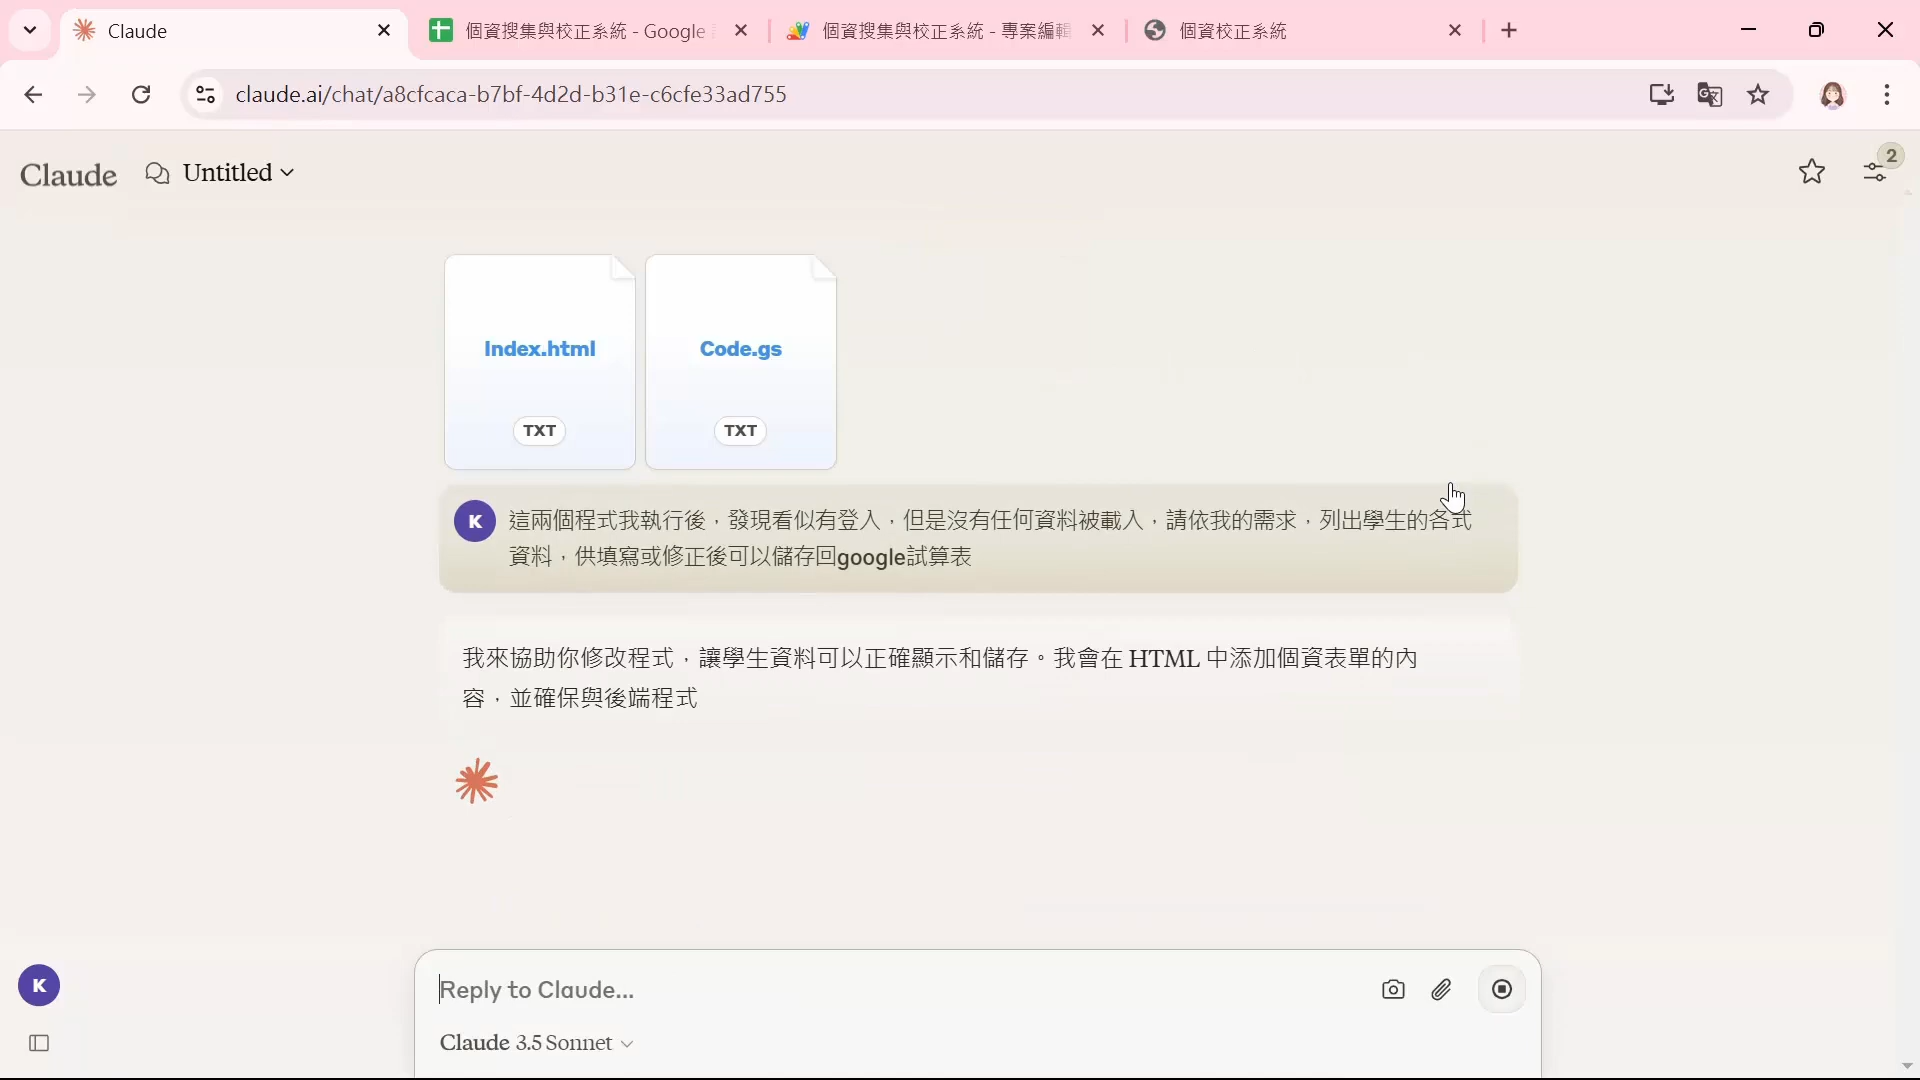 Claude
個資搜集與校正系統 - Google
個資搜集與校正系統 - 專案編輯
個資校正系統
claude.ai/chat/a8cfcaca-b7bf-4d2d-b31e-c6cfe33ad755
Claude
Untitled
2
Index.html
TXT
Code.gs
TXT
K
這兩個程式我執行後，發現看似有登入，但是沒有任何資料被載入，請依我的需求，列出學生的各式
資料，供填寫或修正後可以儲存回google試算表
我來協助你修改程式，讓學生資料可以正確顯示和儲存。我會在 HTML 中添加個資表單的內
容，並確保與後端程式
K
Reply to Claude...
Claude 3.5 Sonnet